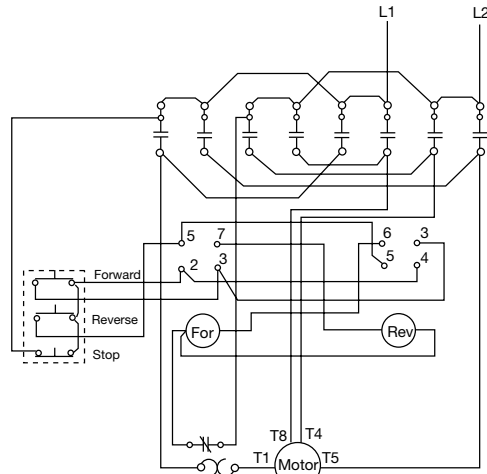 L1 L2
5 7 6 3
2 3 5 4
Forward
Reverse
Stop
For Rev
T8 T4
T1 Motor T5